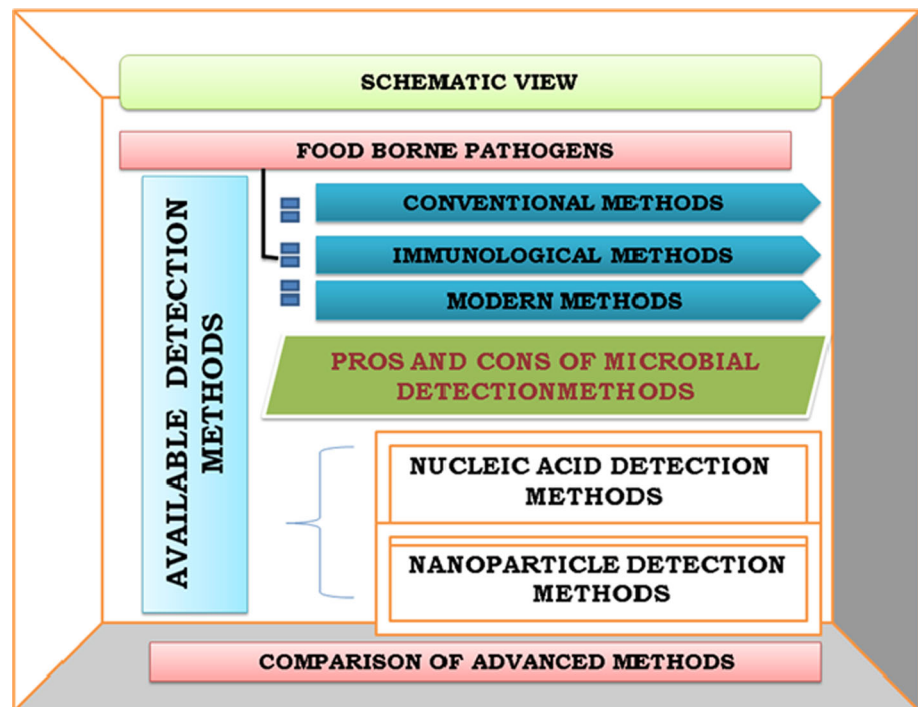 SCHEMATIC VIEW
FOOD BORNE PATHOGENS
AVAILABLE DETECTION
METHODS
CONVENTIONAL METHODS
IMMUNOLOGICAL METHODS
MODERN METHODS
PROS AND CONS OF MICROBIAL
DETECTIONMETHODS
NUCLEIC ACID DETECTION
METHODS
NANOPARTICLE DETECTION
METHODS
COMPARISON OF ADVANCED METHODS